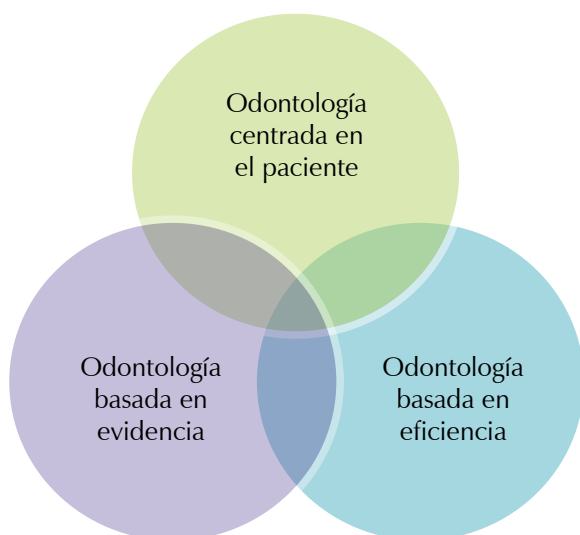 Odontología
centrada en
el paciente
Odontología
basada en
evidencia
Odontología
basada en
eficiencia